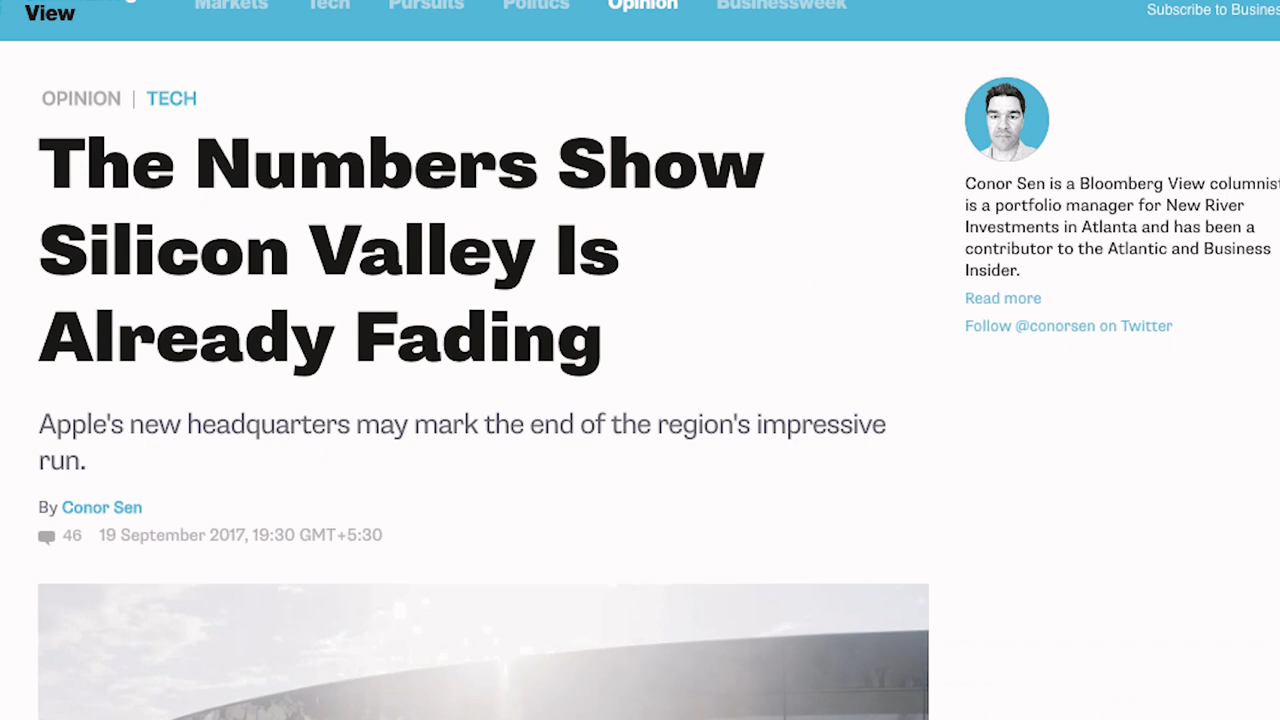 View
Markets Tech Pursuits Politics Opinion Businessweek
Subscribe to
OPINION | TECH
The Numbers Show
Silicon Valley Is
Already Fading
Apple's new headquarters may mark the end of the region's impressive
run.
By Conor Sen
46 19 September 2017, 19:30 GMT+5:30
Conor Sen is a Bloomberg View columnist
is a portfolio manager for New River
Investments in Atlanta and has been a
contributor to the Atlantic and Business
Insider.
Read more
Follow @conorsen on Twitter